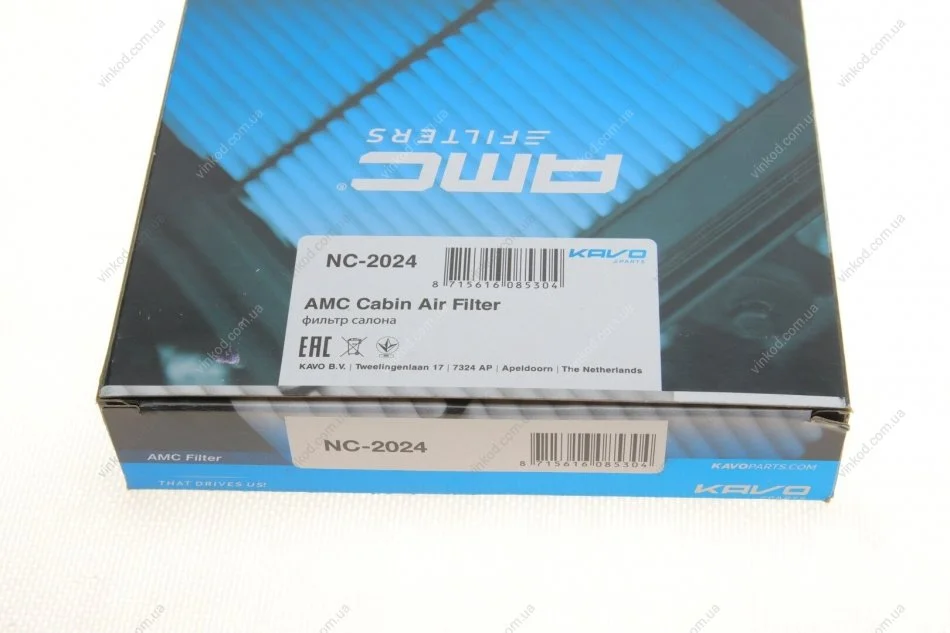 AMC
FILTERS
NC-2024
8 715616 085304
KAVO
PARTS
AMC Cabin Air Filter
фильтр салона
EAC
KAVO B.V. | Tweelingenlaan 17 | 7324 AP | Apeldoorn | The Netherlands
NC-2024
8 715616 085304
AMC Filter
THAT DRIVES US!
KAVOPARTS.COM
KAVO
PARTS
vinkod.com.ua